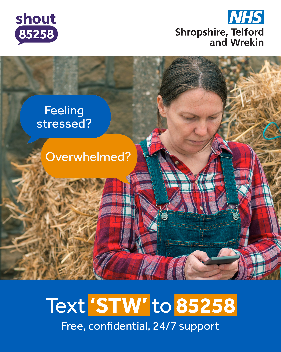 shout
85258
NHS
Shropshire, Telford
and Wrekin
Feeling
stressed?
Overwhelmed?
Text 'STW' to 85258
Free, confidential, 24/7 support